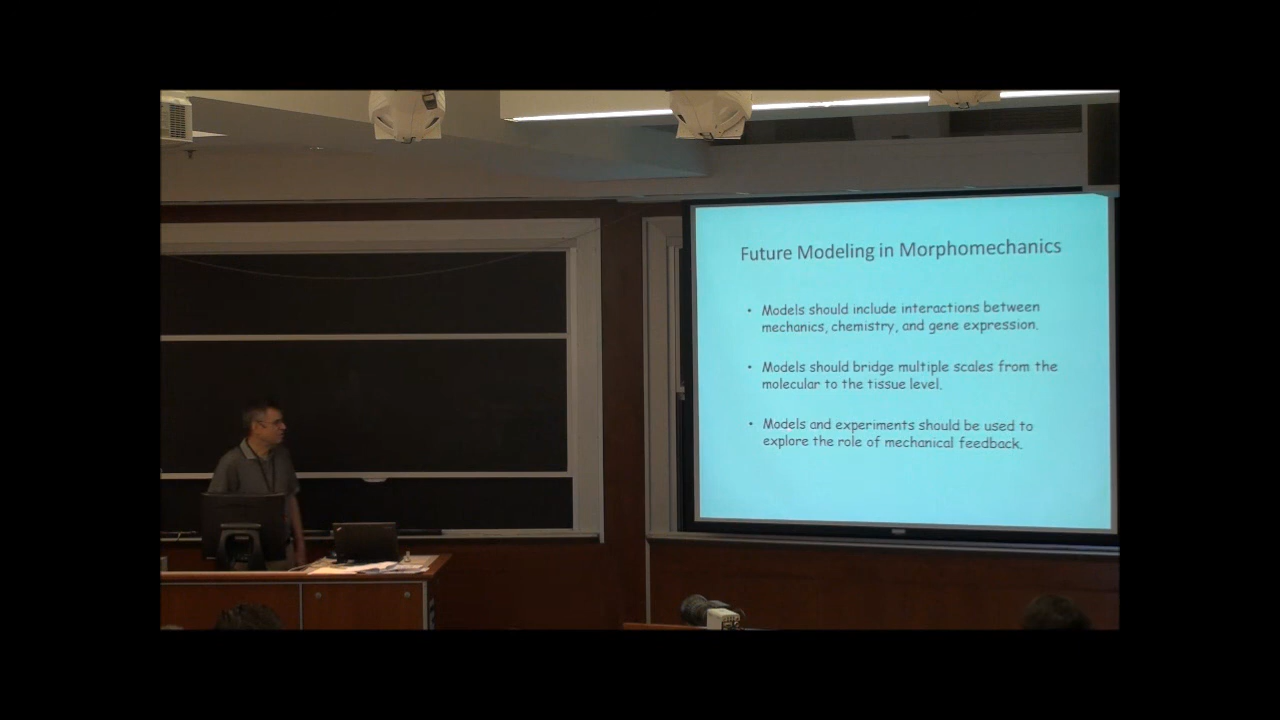 Future Modeling in Morphomechanics
• Models should include interactions between
mechanics, chemistry, and gene expression.
• Models should bridge multiple scales from the
molecular to the tissue level.
• Models and experiments should be used to
explore the role of mechanical feedback.